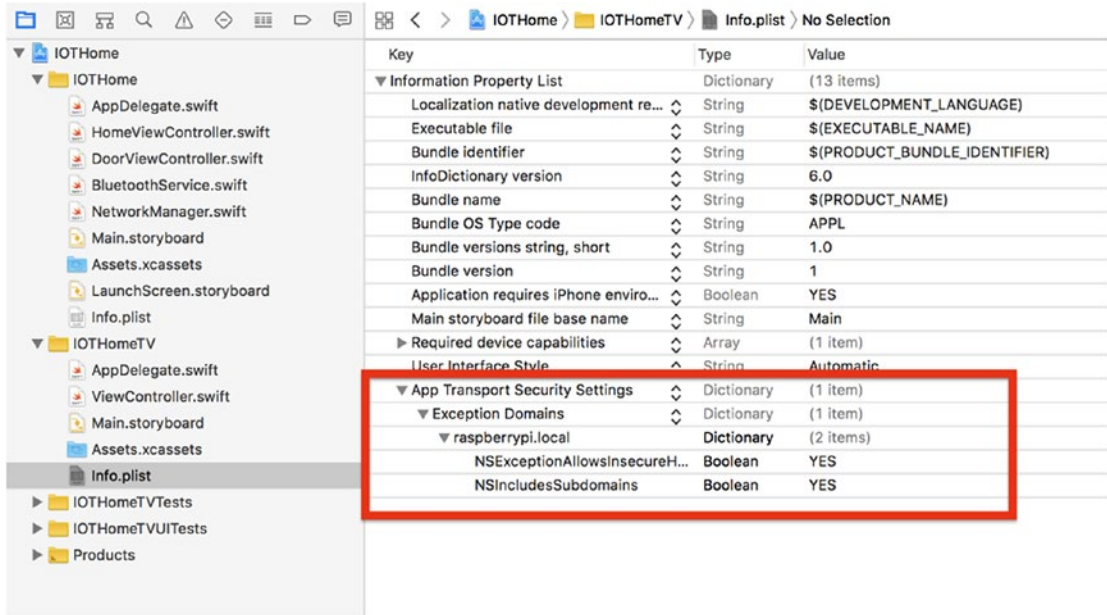 IOTHome IOTHomeTV Info.plist No Selection
IOTHome
IOTHome
AppDelegate.swift
HomeViewController.swift
DoorViewController.swift
BluetoothService.swift
NetworkManager.swift
Main.storyboard
Assets.xcassets
LaunchScreen.storyboard
Info.plist
IOTHomeTV
AppDelegate.swift
ViewController.swift
Main.storyboard
Assets.xcassets
Info.plist
IOTHomeTVTests
IOTHomeTVUITests
Products
Key Type Value
Information Property List Dictionary (13 items)
Localization native development re... String $(DEVELOPMENT_LANGUAGE)
Executable file String $(EXECUTABLE_NAME)
Bundle identifier String $(PRODUCT_BUNDLE_IDENTIFIER)
InfoDictionary version String 6.0
Bundle name String $(PRODUCT_NAME)
Bundle OS Type code String APPL
Bundle versions string, short String 1.0
Bundle version String 1
Application requires iPhone enviro... Boolean YES
Main storyboard file base name String Main
Required device capabilities Array (1 item)
User Interface Style String Automatic
App Transport Security Settings Dictionary (1 item)
Exception Domains Dictionary (1 item)
raspberrypi.local Dictionary (2 items)
NSExceptionAllowsInsecureH... Boolean YES
NSIncludesSubdomains Boolean YES